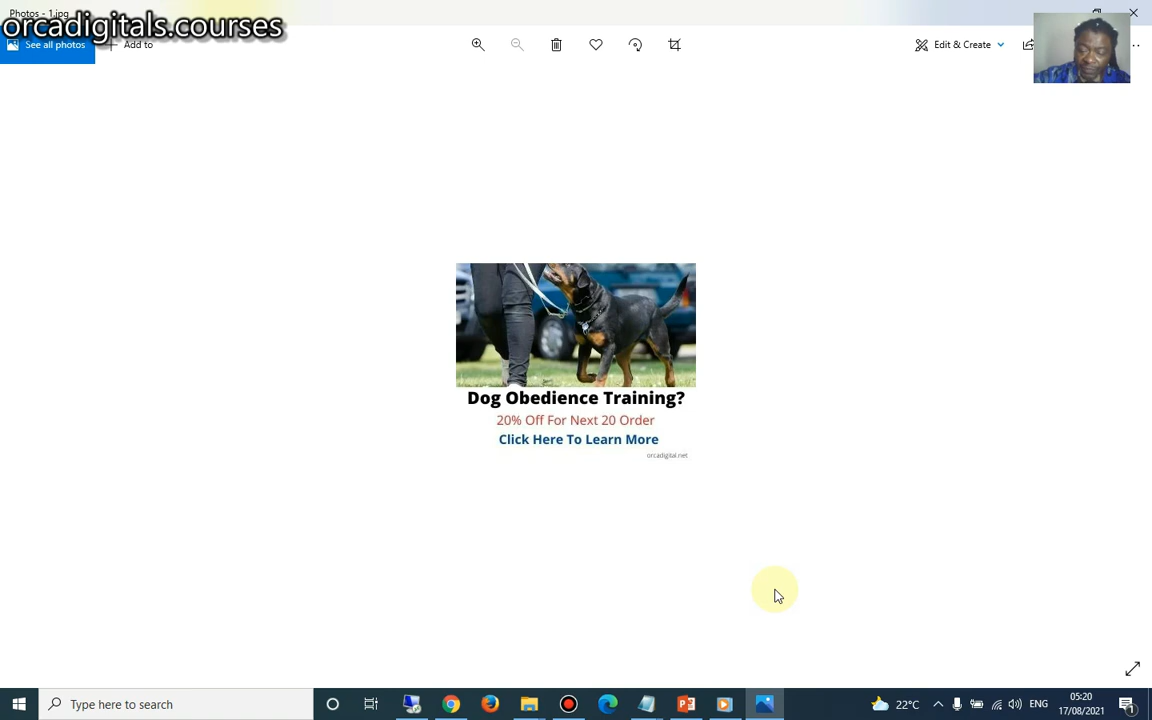 Photos - 1.jpg
orcadigitals.courses
See all photos
Add to
Edit & Create
Dog Obedience Training?
20% Off For Next 20 Order
Click Here To Learn More
orcadigital.net
Type here to search
22°C
ENG
05:20
17/08/2021
1